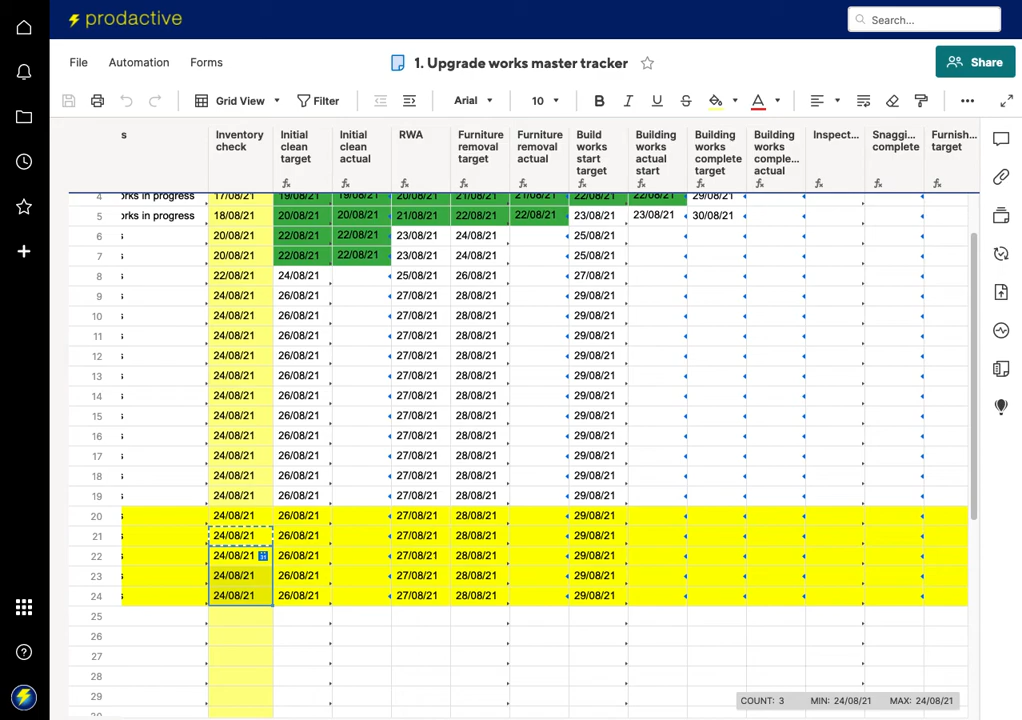 prodactive
Search...
File Automation Forms
1. Upgrade works master tracker
Share
Grid View Filter Arial 10 B I U S A
s Inventory check Initial clean target Initial clean actual RWA Furniture removal target Furniture removal actual Build works start target Building works actual start Building works complete target Building works comple... actual Inspect... Snaggi... complete Furnish... target
fx fx fx fx fx fx fx fx fx fx fx fx
4 orks in progress 17/08/21 19/08/21 19/08/21 20/08/21 21/08/21 21/08/21 22/08/21 22/08/21 29/08/21
5 orks in progress 18/08/21 20/08/21 20/08/21 21/08/21 22/08/21 22/08/21 23/08/21 23/08/21 30/08/21
6 20/08/21 22/08/21 22/08/21 23/08/21 24/08/21 25/08/21
7 20/08/21 22/08/21 22/08/21 23/08/21 24/08/21 25/08/21
8 22/08/21 24/08/21 25/08/21 26/08/21 27/08/21
9 24/08/21 26/08/21 27/08/21 28/08/21 29/08/21
10 24/08/21 26/08/21 27/08/21 28/08/21 29/08/21
11 24/08/21 26/08/21 27/08/21 28/08/21 29/08/21
12 24/08/21 26/08/21 27/08/21 28/08/21 29/08/21
13 24/08/21 26/08/21 27/08/21 28/08/21 29/08/21
14 24/08/21 26/08/21 27/08/21 28/08/21 29/08/21
15 24/08/21 26/08/21 27/08/21 28/08/21 29/08/21
16 24/08/21 26/08/21 27/08/21 28/08/21 29/08/21
17 24/08/21 26/08/21 27/08/21 28/08/21 29/08/21
18 24/08/21 26/08/21 27/08/21 28/08/21 29/08/21
19 24/08/21 26/08/21 27/08/21 28/08/21 29/08/21
20 24/08/21 26/08/21 27/08/21 28/08/21 29/08/21
21 24/08/21 26/08/21 27/08/21 28/08/21 29/08/21
22 24/08/21 26/08/21 27/08/21 28/08/21 29/08/21
23 24/08/21 26/08/21 27/08/21 28/08/21 29/08/21
24 24/08/21 26/08/21 27/08/21 28/08/21 29/08/21
25
26
27
28
29
COUNT: 3 MIN: 24/08/21 MAX: 24/08/21